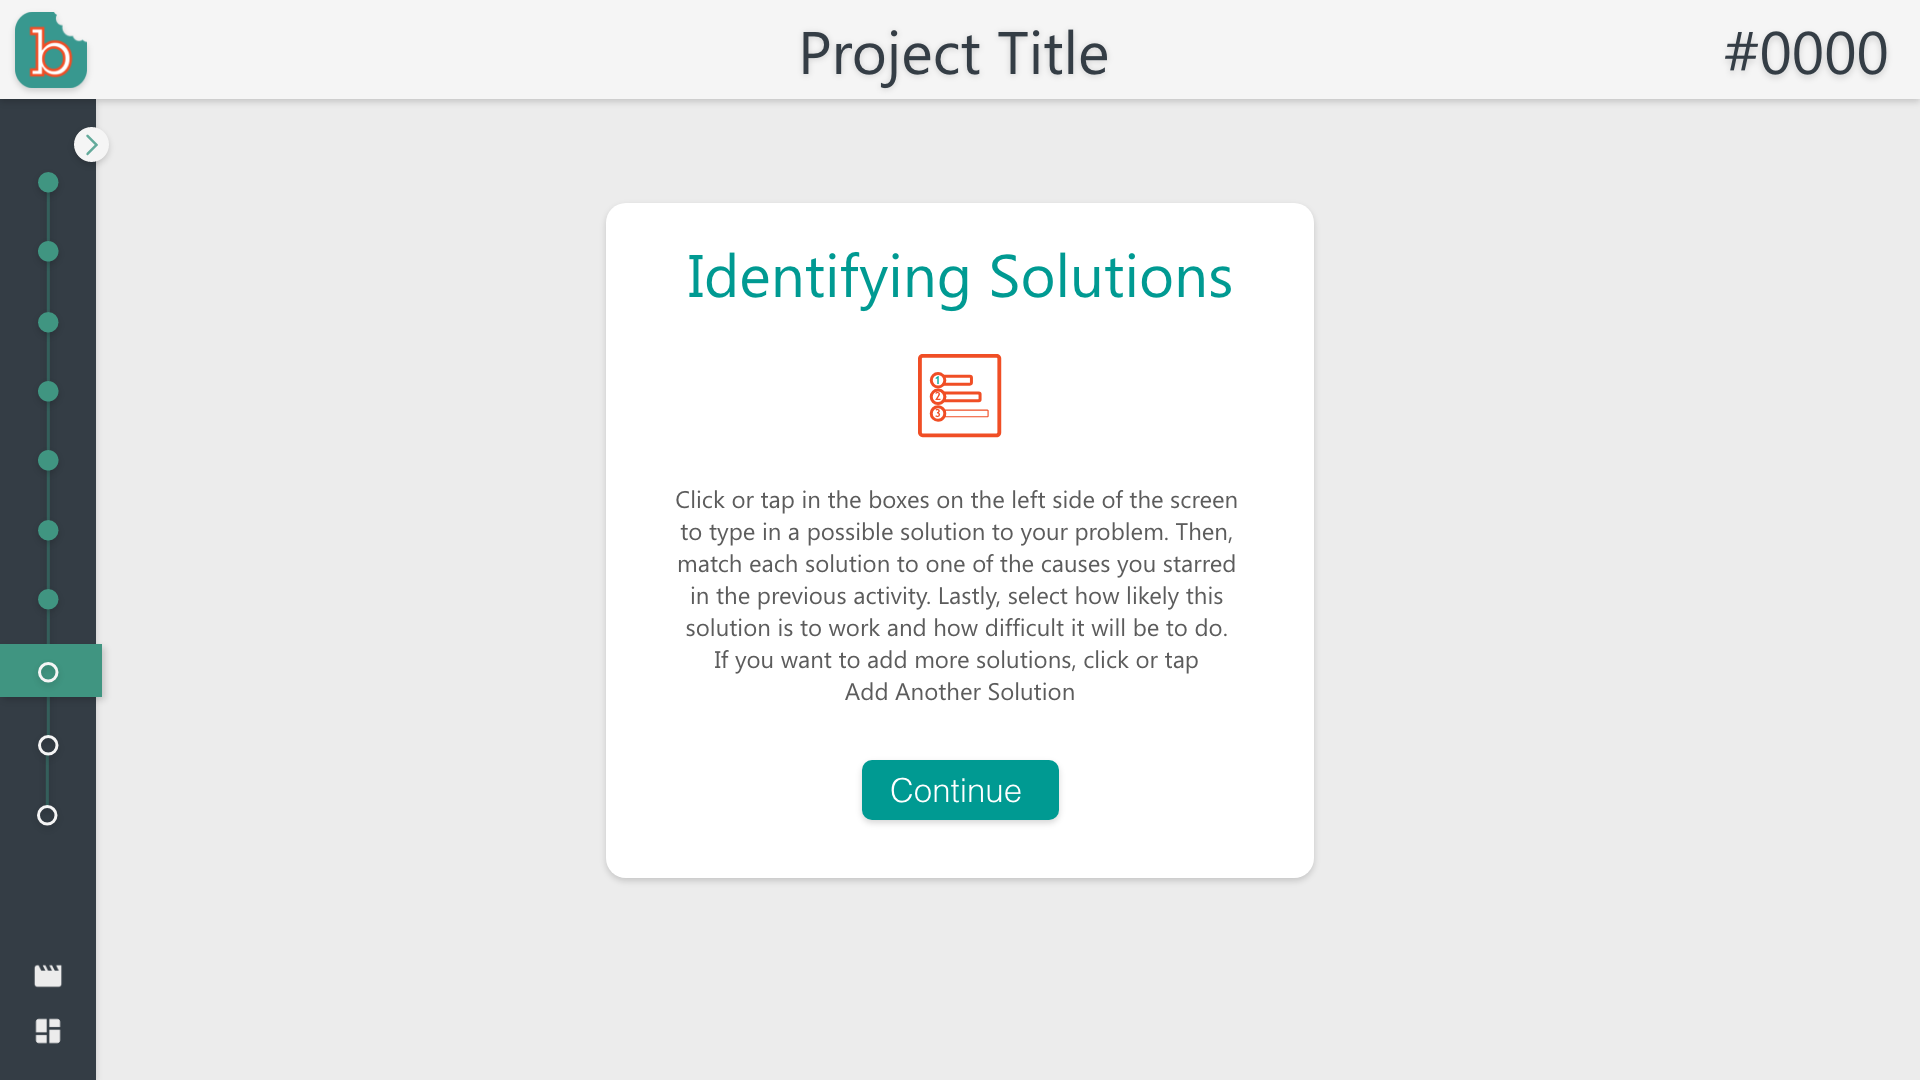 b
Project Title
#0000
Identifying Solutions
1
2
3
Click or tap in the boxes on the left side of the screen
to type in a possible solution to your problem. Then,
match each solution to one of the causes you starred
in the previous activity. Lastly, select how likely this
solution is to work and how difficult it will be to do.
If you want to add more solutions, click or tap
Add Another Solution
Continue